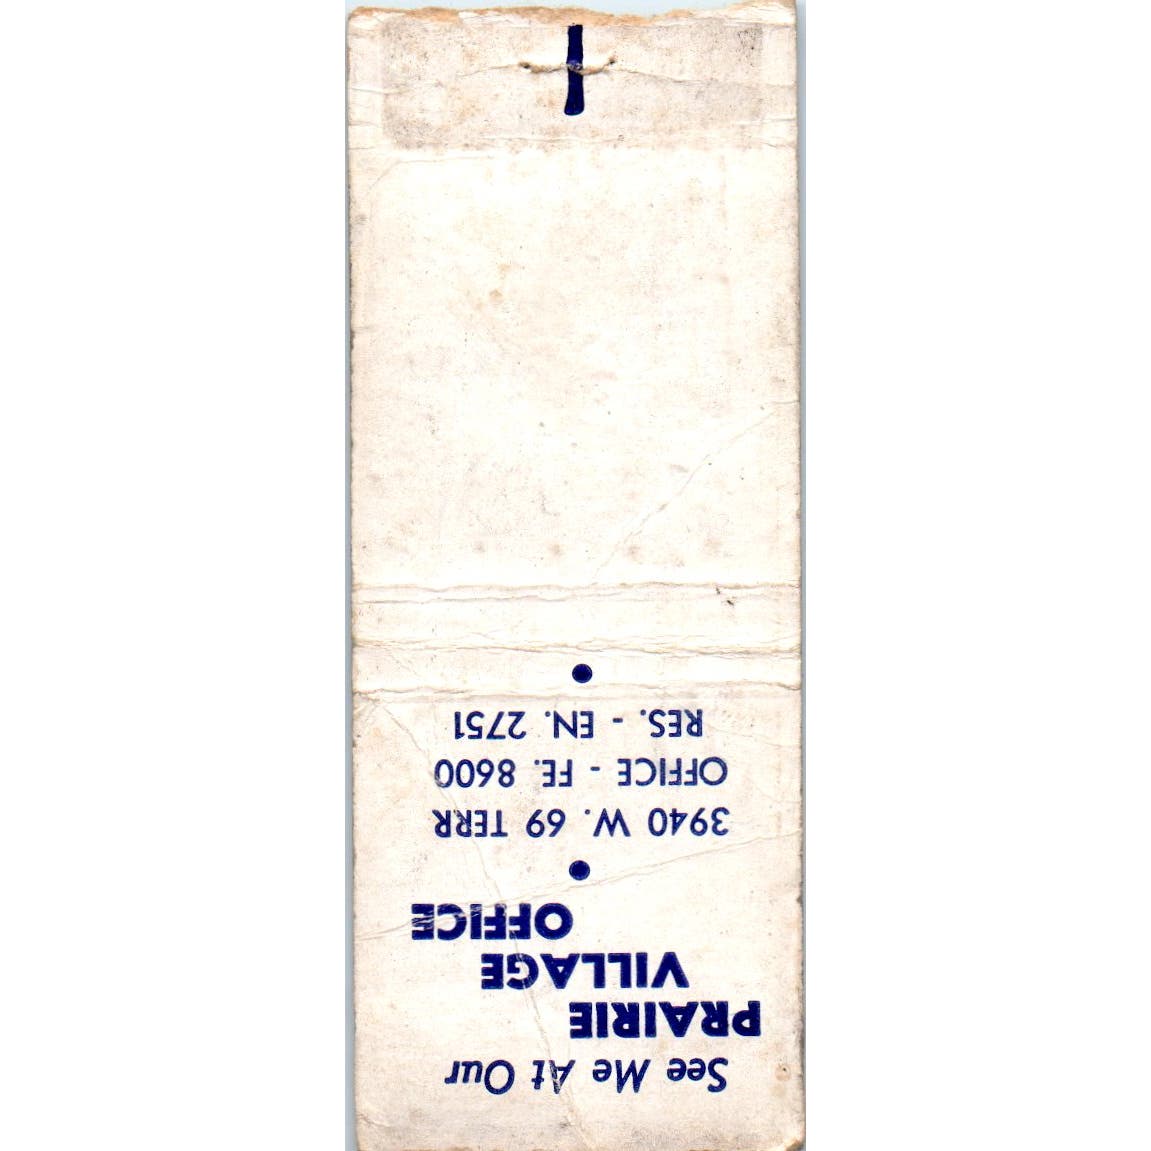 See Me At Our
PRAIRIE
VILLAGE
OFFICE
•
3940 W. 69 TERR
OFFICE - FE. 8600
RES. - EN. 2751
•